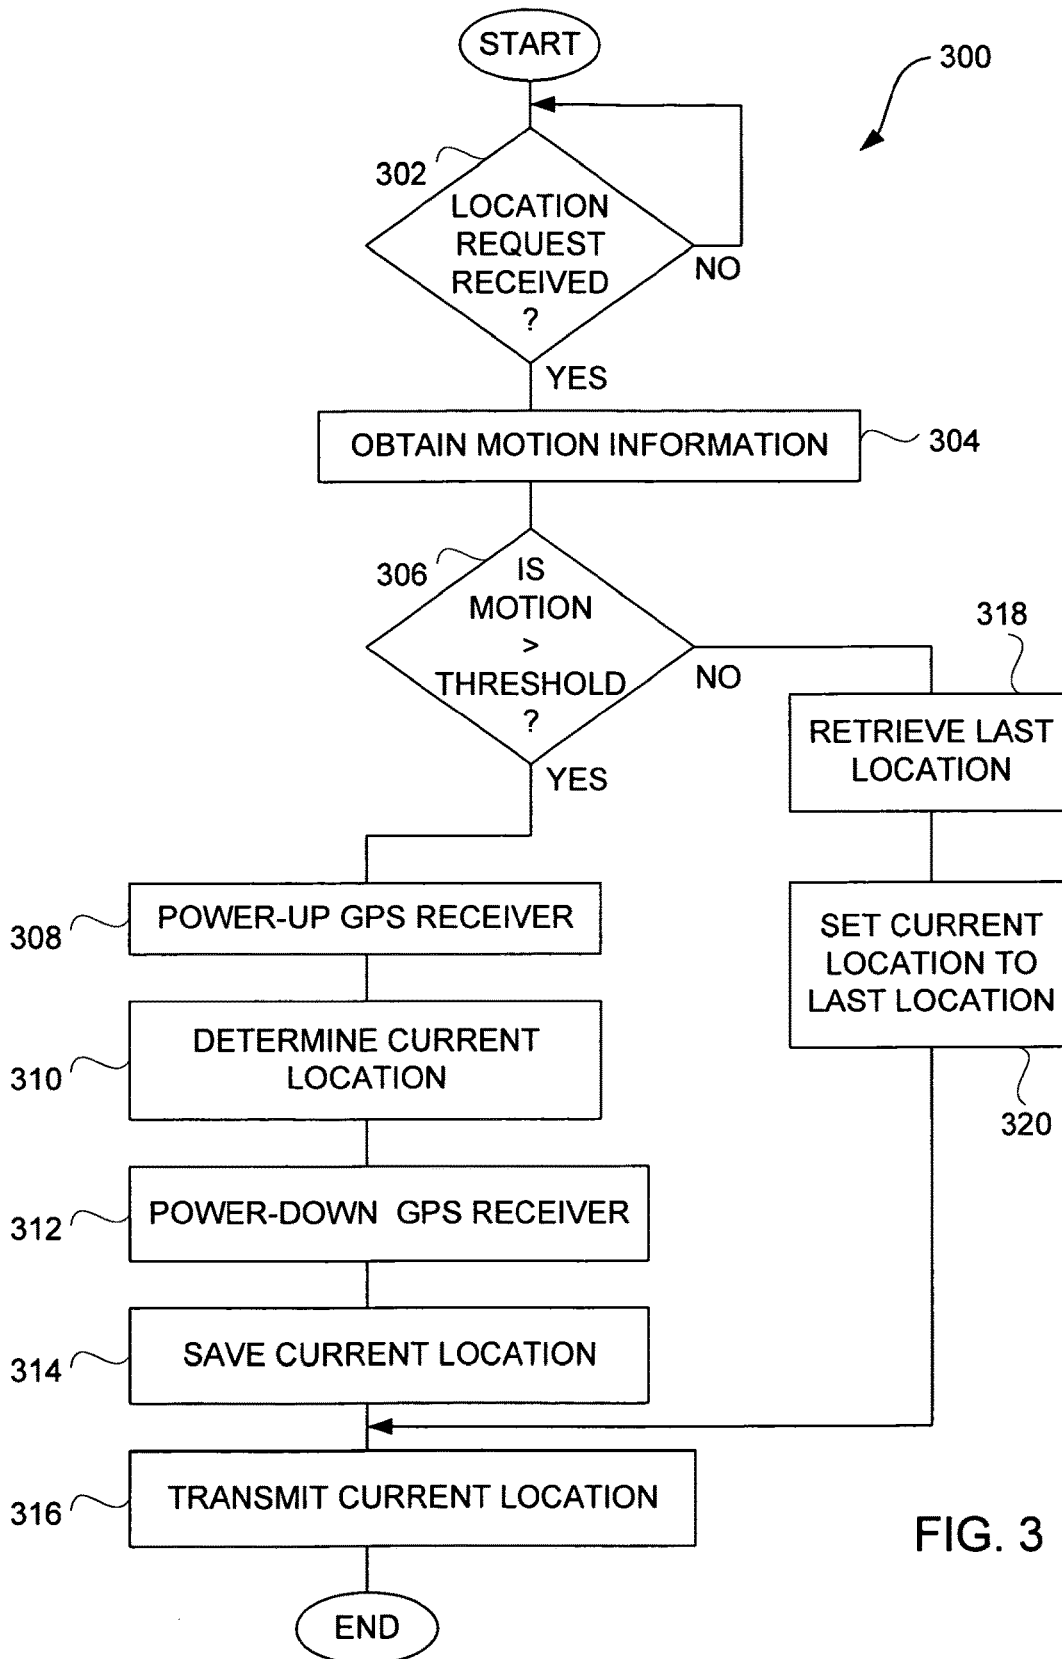 START
300
302
LOCATION
REQUEST
RECEIVED
?
NO
YES
OBTAIN MOTION INFORMATION
304
306
IS
MOTION
>
THRESHOLD
?
NO
YES
318
RETRIEVE LAST
LOCATION
308
POWER-UP GPS RECEIVER
SET CURRENT
LOCATION TO
LAST LOCATION
320
310
DETERMINE CURRENT
LOCATION
312
POWER-DOWN GPS RECEIVER
314
SAVE CURRENT LOCATION
316
TRANSMIT CURRENT LOCATION
FIG. 3
END